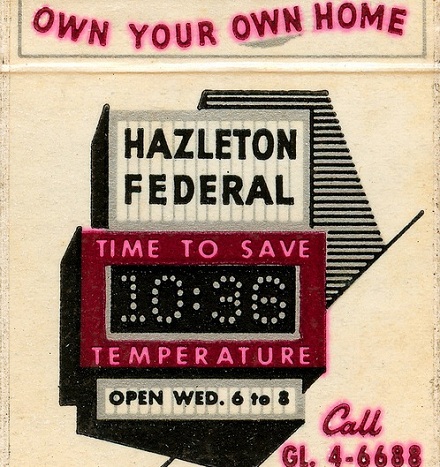 OWN YOUR OWN HOME
HAZLETON
FEDERAL
TIME TO SAVE
10:36
TEMPERATURE
OPEN WED. 6 to 8
Call
GL. 4-6688